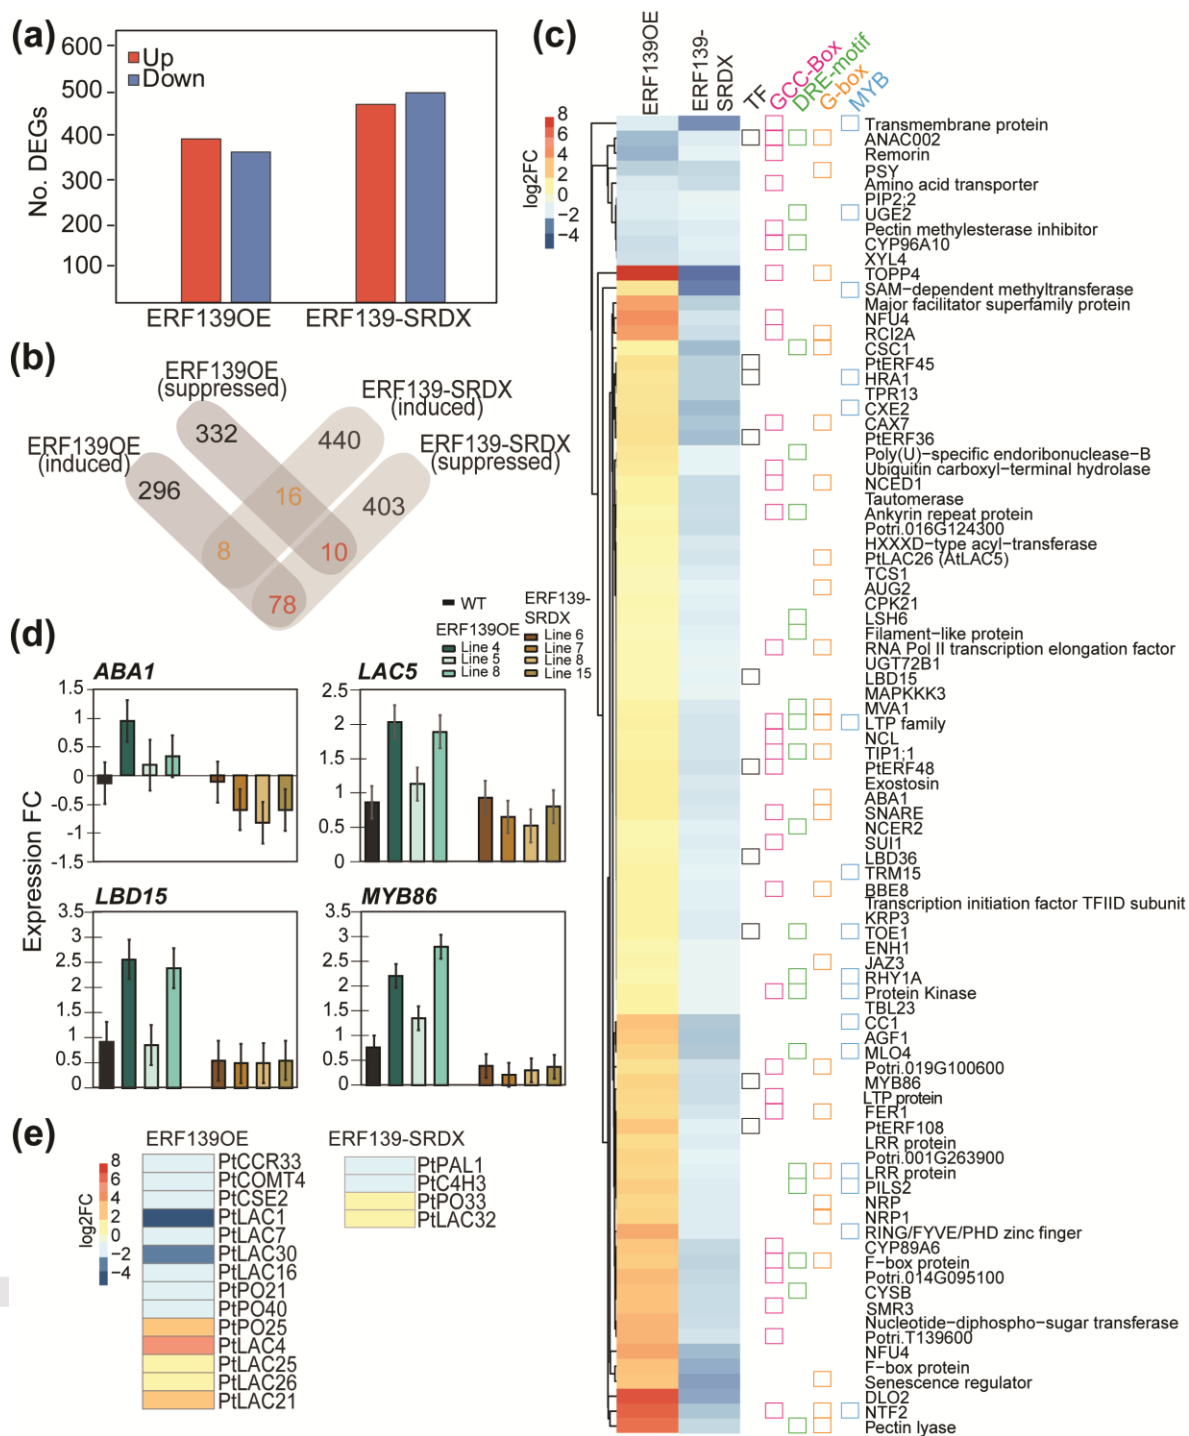 (a)
600
500
400
300
200
100
No. DEGs
Up
Down
ERF139OE
ERF139-SRDX
(b)
ERF139OE
(suppressed)
ERF139-SRDX
(induced)
ERF139OE
(induced)
ERF139-SRDX
(suppressed)
332
440
296
403
16
8
10
78
(d)
WT
ERF139OE
Line 4
Line 5
Line 8
ERF139-
SRDX
Line 6
Line 7
Line 8
Line 15
Expression FC
ABA1
1.5
1
0.5
0
-0.5
-1
-1.5
LAC5
2.5
2
1.5
1
0.5
0
LBD15
3.5
3
2.5
2
1.5
1
0.5
0
MYB86
3.5
3
2.5
2
1.5
1
0.5
0
(e)
ERF139OE
ERF139-SRDX
log2FC
8
6
4
2
0
−2
−4
PtCCR33
PtCOMT4
PtCSE2
PtLAC1
PtLAC7
PtLAC30
PtLAC16
PtPO21
PtPO40
PtPO25
PtLAC4
PtLAC25
PtLAC26
PtLAC21
PtPAL1
PtC4H3
PtPO33
PtLAC32
(c)
ERF139OE
ERF139-
SRDX
TF
GCC-Box
DRE-motif
G-box
MYB
log2FC
8
6
4
2
0
−2
−4
Transmembrane protein
ANAC002
Remorin
PSY
Amino acid transporter
PIP2;2
UGE2
Pectin methylesterase inhibitor
CYP96A10
XYL4
TOPP4
SAM−dependent methyltransferase
Major facilitator superfamily protein
NFU4
RCI2A
CSC1
PtERF45
HRA1
TPR13
CXE2
CAX7
PtERF36
Poly(U)−specific endoribonuclease−B
Ubiquitin carboxyl−terminal hydrolase
NCED1
Tautomerase
Ankyrin repeat protein
Potri.016G124300
HXXXD−type acyl−transferase
PtLAC26 (AtLAC5)
TCS1
AUG2
CPK21
LSH6
Filament−like protein
RNA Pol II transcription elongation factor
UGT72B1
LBD15
MAPKKK3
MVA1
LTP family
NCL
TIP1;1
PtERF48
Exostosin
ABA1
SNARE
NCER2
SUI1
LBD36
TRM15
BBE8
Transcription initiation factor TFIID subunit
KRP3
TOE1
ENH1
JAZ3
RHY1A
Protein Kinase
TBL23
CC1
AGF1
MLO4
Potri.019G100600
MYB86
LTP protein
FER1
PtERF108
LRR protein
Potri.001G263900
LRR protein
PILS2
NRP
NRP1
RING/FYVE/PHD zinc finger
CYP89A6
F−box protein
Potri.014G095100
CYSB
SMR3
Nucleotide−diphospho−sugar transferase
Potri.T139600
NFU4
F−box protein
Senescence regulator
DLO2
NTF2
Pectin lyase